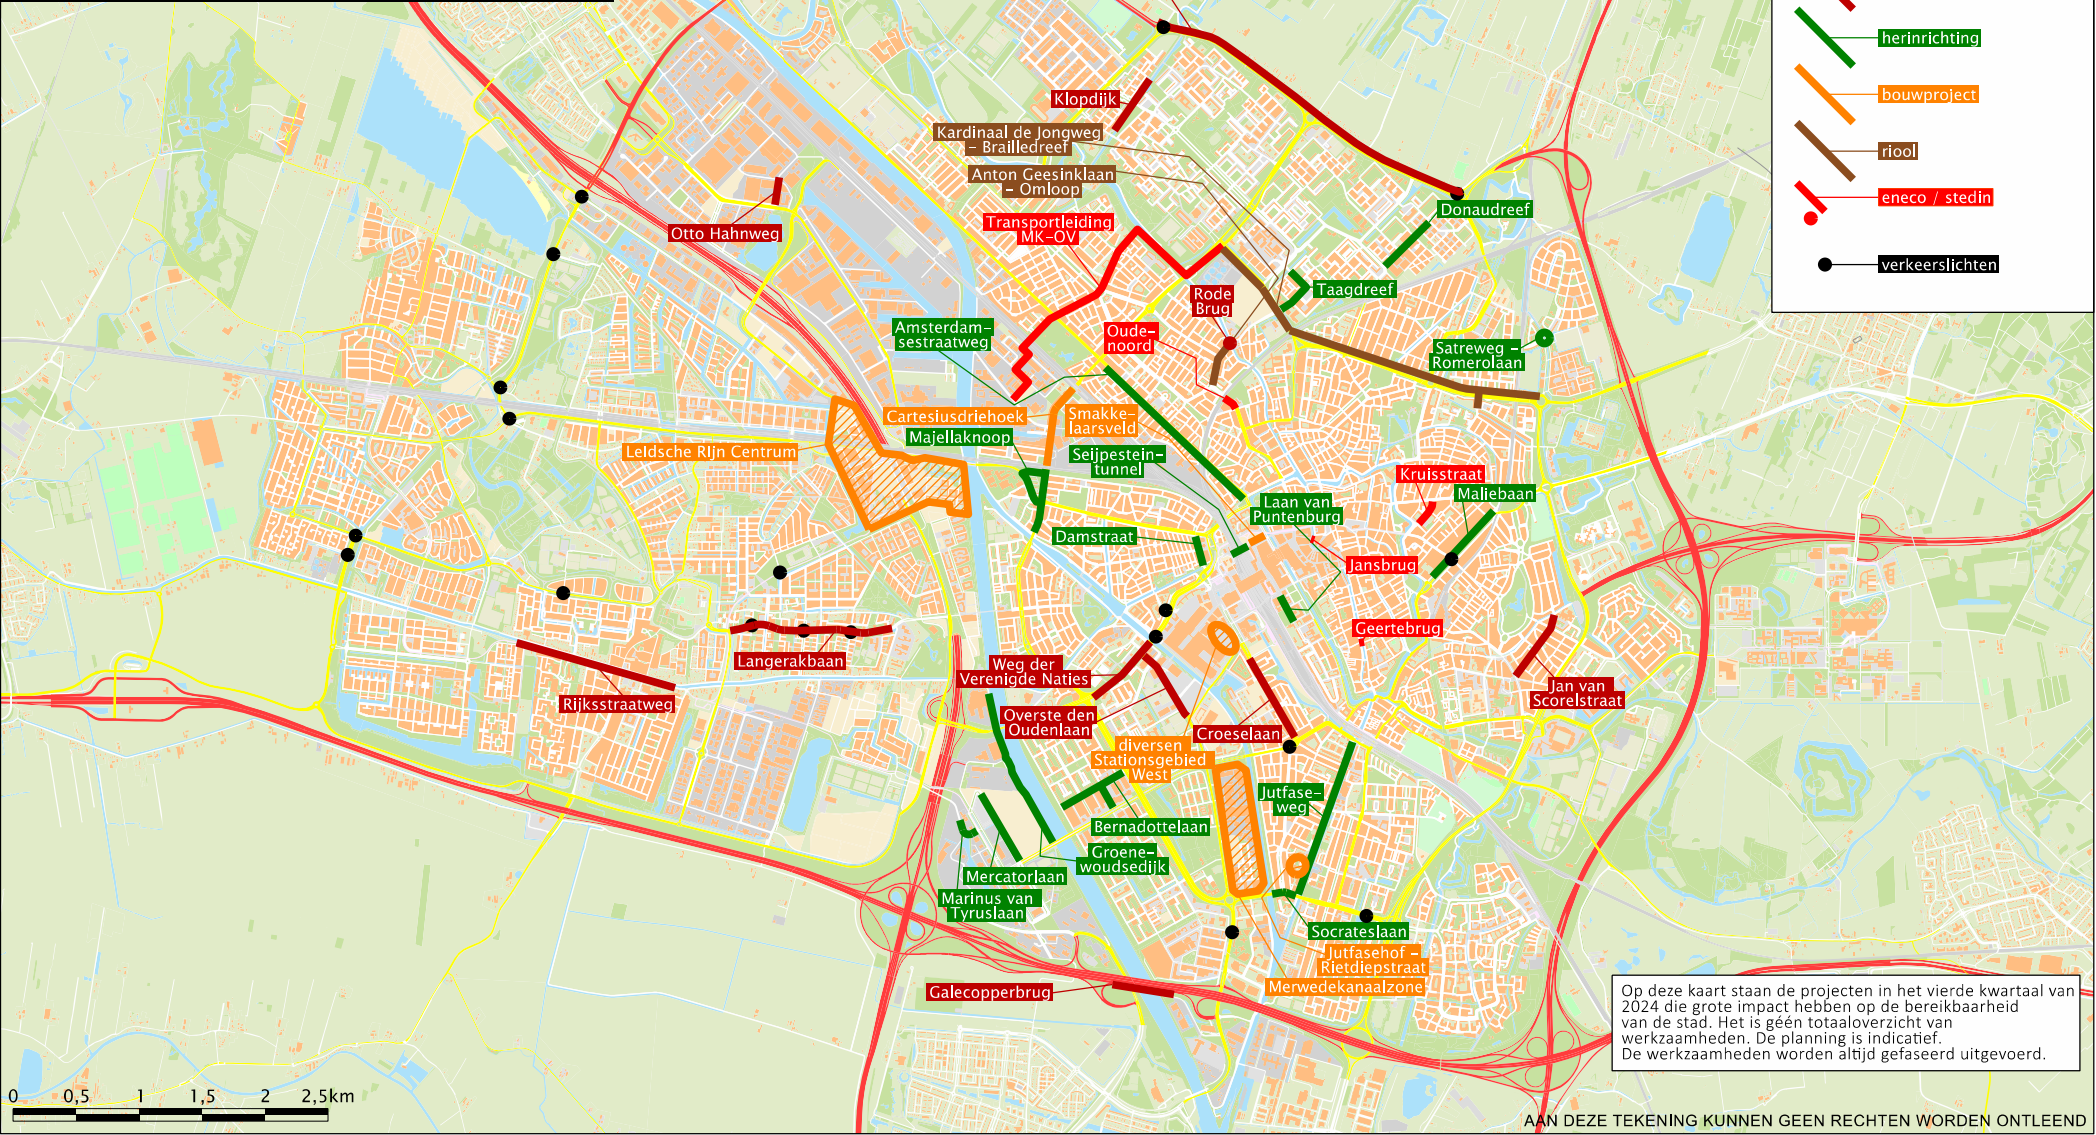 herinrichting
bouwproject
riool
eneco / stedin
verkeerslichten
Klopdijk
Kardinaal de Jongweg
– Brailledreef
Anton Geesinklaan
– Omloop
Transportleiding
MK–OV
Otto Hahnweg
Donaudreef
Taagdreef
Rode
Brug
Amsterdam–
sestraatweg
Oude–
noord
Satreweg –
Romerolaan
Cartesiusdriehoek
Smakke–
laarsveld
Majellaknoop
Leidsche Rijn Centrum
Seijpestein–
tunnel
Kruisstraat
Maliebaan
Laan van
Puntenburg
Damstraat
Jansbrug
Geertebrug
Langerakbaan
Weg der
Verenigde Naties
Rijksstraatweg
Jan van
Scorelstraat
Overste den
Oudenlaan
Croeselaan
diversen
Stationsgebied
West
Jutfase–
weg
Bernadottelaan
Groene–
woudsedijk
Mercatorlaan
Marinus van
Tyruslaan
Socrateslaan
Jutfasehof –
Rietdiepstraat
Merwedekanaalzone
Galecopperbrug
Op deze kaart staan de projecten in het vierde kwartaal van
2024 die grote impact hebben op de bereikbaarheid
van de stad. Het is géén totaaloverzicht van
werkzaamheden. De planning is indicatief.
De werkzaamheden worden altijd gefaseerd uitgevoerd.
0 0,5 1 1,5 2 2,5km
AAN DEZE TEKENING KUNNEN GEEN RECHTEN WORDEN ONTLEEND